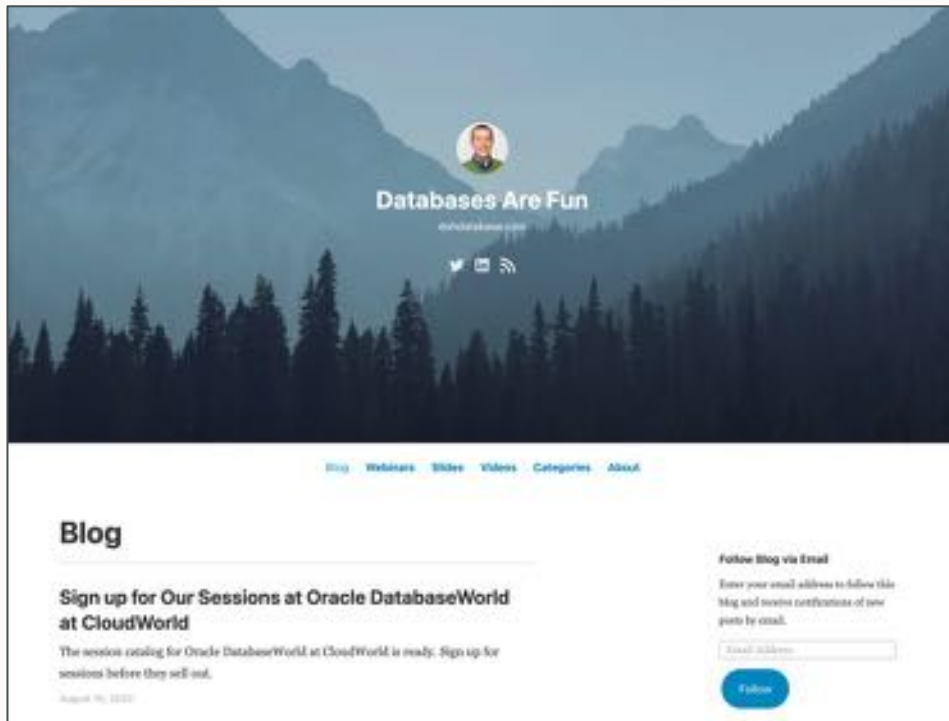 Databases Are Fun
dohdatabase.com
Blog Webinars Slides Videos Categories About
Blog
Sign up for Our Sessions at Oracle DatabaseWorld
at CloudWorld
The session catalog for Oracle DatabaseWorld at CloudWorld is ready. Sign up for
sessions before they sell out.
Follow Blog via Email
Enter your email address to follow this
blog and receive notifications of new
posts by email.
Email Address
Follow